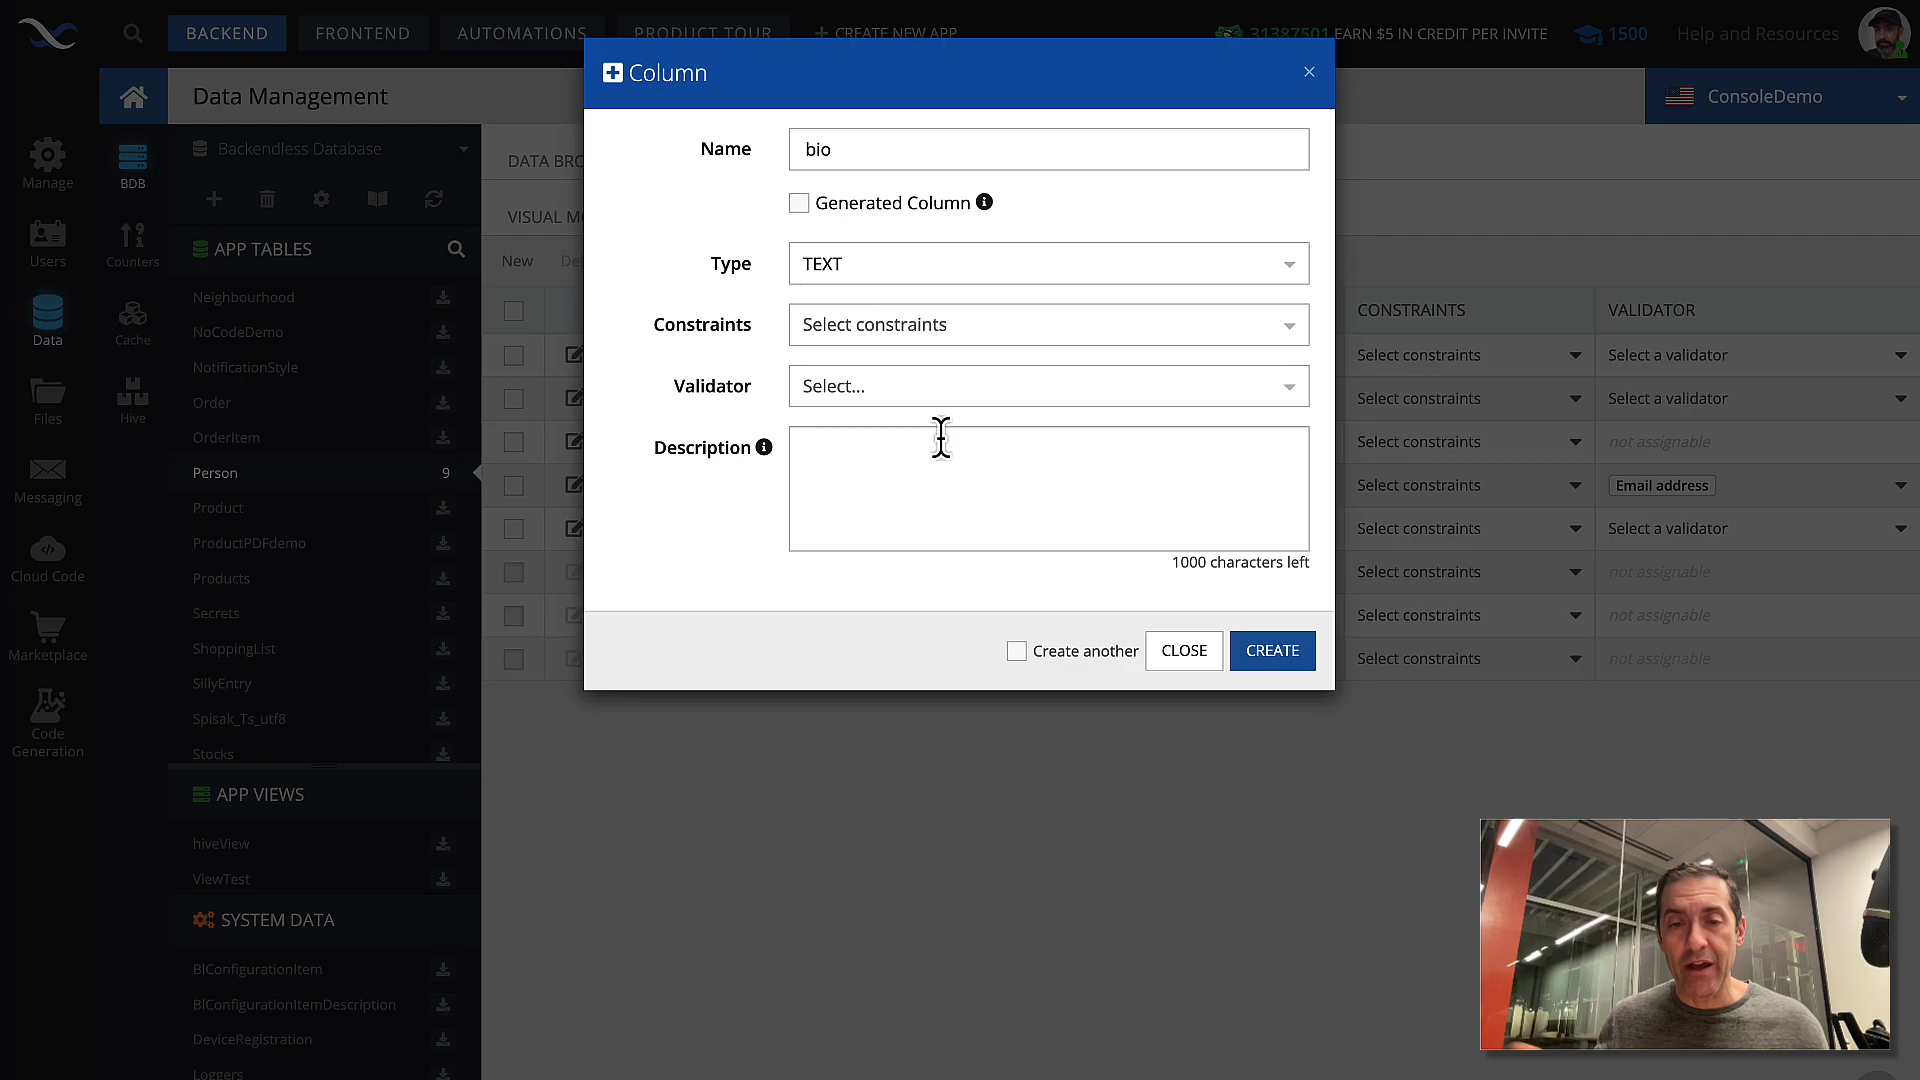 BACKEND
FRONTEND
AUTOMATIONS
PRODUCT TOUR
CREATE NEW APP
31387501 EARN $5 IN CREDIT PER INVITE
1500
Help and Resources
Data Management
ConsoleDemo
Manage
Users
Data
Files
Messaging
Cloud Code
Marketplace
Code
Generation
BDB
Counters
Cache
Hive
Backendless Database
APP TABLES
Neighbourhood
NoCodeDemo
NotificationStyle
Order
OrderItem
Person 9
Product
ProductPDFdemo
Products
Secrets
ShoppingList
SillyEntry
Spisak_Ts_utf8
Stocks
APP VIEWS
hiveView
ViewTest
SYSTEM DATA
BlConfigurationItem
BlConfigurationItemDescription
DeviceRegistration
Loggers
DATA BRO
VISUAL M
New
De
Column
×
Name
bio
Generated Column
Type
TEXT
Constraints
Select constraints
Validator
Select...
Description
1000 characters left
Create another
CLOSE
CREATE
CONSTRAINTS VALIDATOR
Select constraints Select a validator
Select constraints Select a validator
Select constraints not assignable
Select constraints Email address
Select constraints Select a validator
Select constraints not assignable
Select constraints not assignable
Select constraints not assignable